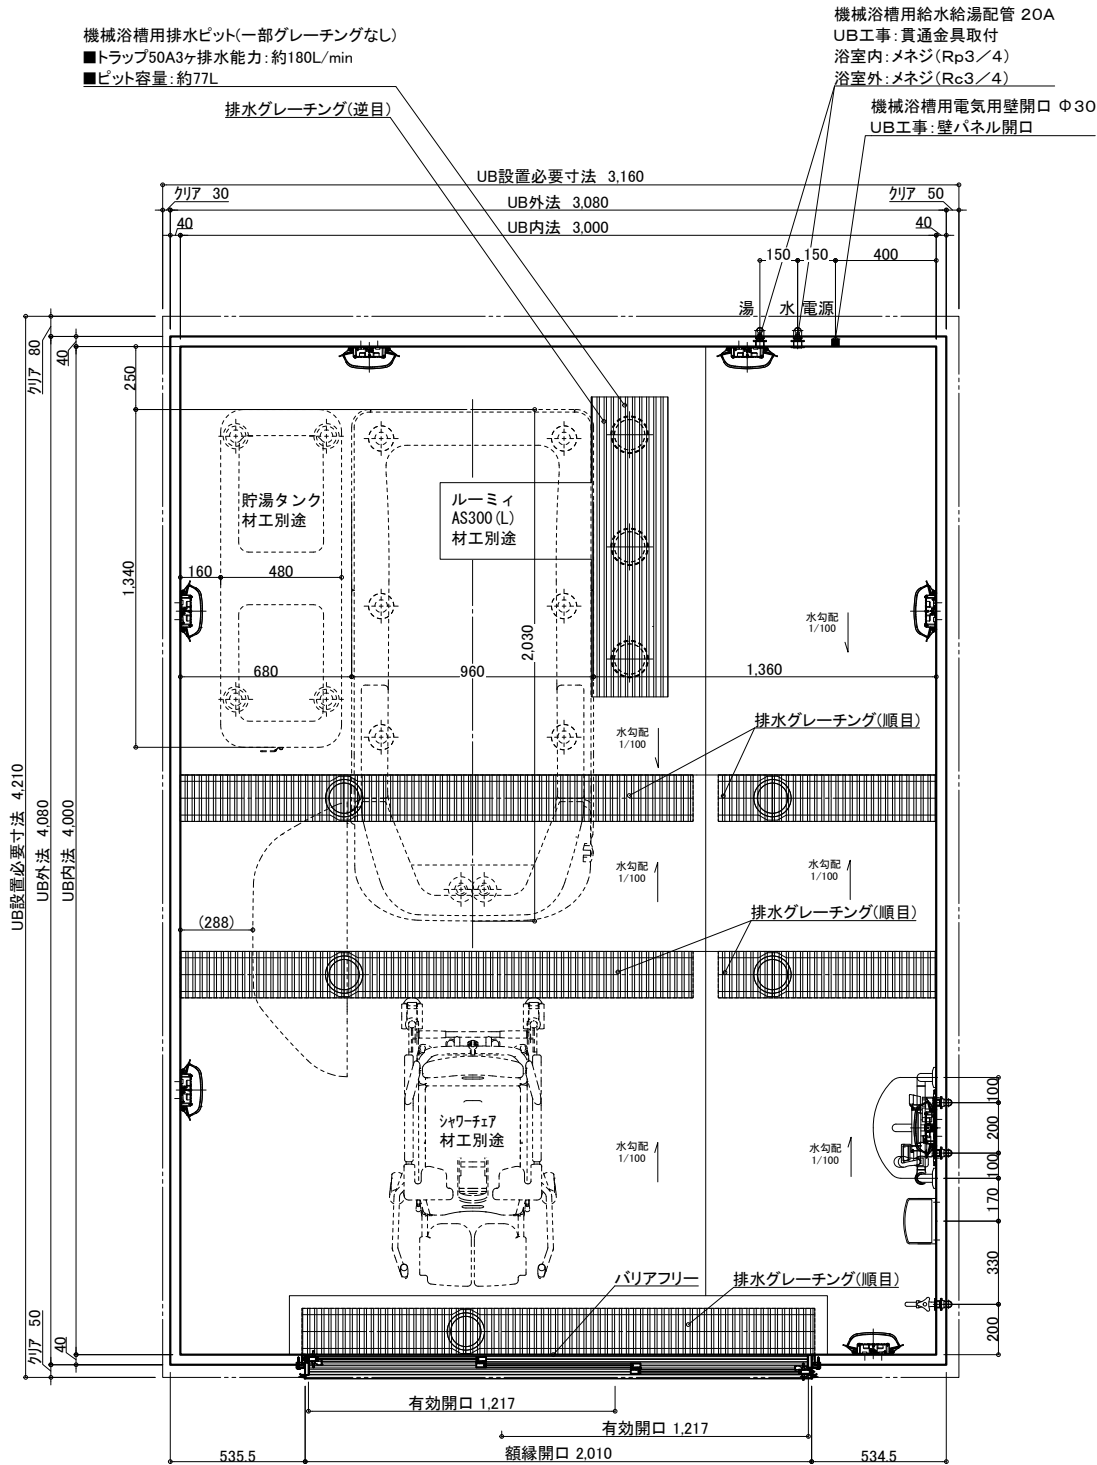 機械浴槽用排水ピット(一部グレーチングなし)
■トラップ50A3ヶ排水能力:約180L/min
■ピット容量:約77L
排水グレーチング(逆目)
機械浴槽用給水給湯配管 20A
UB工事:貫通金具取付
浴室内:メネジ(Rp3/4)
浴室外:メネジ(Rc3/4)
機械浴槽用電気用壁開口 Φ30
UB工事:壁パネル開口
UB設置必要寸法 3,160
クリア 30
UB外法 3,080
クリア 50
40
UB内法 3,000
40
150
150
400
湯
水
電源
クリア 80
40
250
貯湯タンク
材工別途
ルーミィ
AS300(L)
材工別途
160
480
1,340
2,030
水勾配
1/100
680
960
1,360
水勾配
1/100
排水グレーチング(順目)
UB設置必要寸法 4,210
UB外法 4,080
UB内法 4,000
水勾配
1/100
水勾配
1/100
(288)
排水グレーチング(順目)
シャワーチェア
材工別途
水勾配
1/100
水勾配
1/100
100
200
100
170
330
200
バリアフリー
排水グレーチング(順目)
クリア 50
40
有効開口 1,217
有効開口 1,217
535.5
額縁開口 2,010
534.5